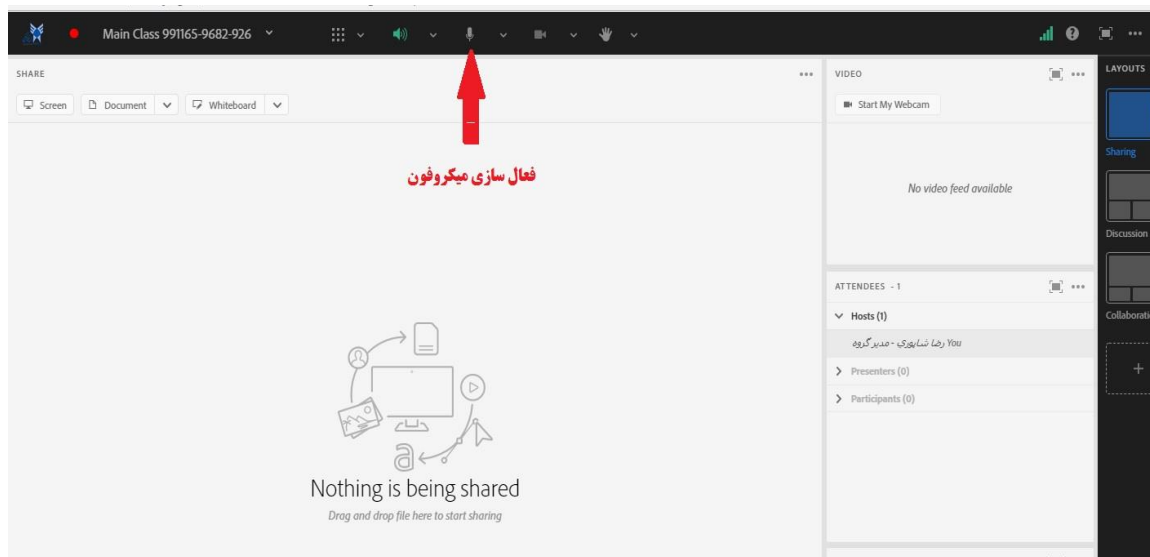 Main Class 991165-9682-926
SHARE
Screen
Document
Whiteboard
فعال سازی میکروفون
Nothing is being shared
Drag and drop file here to start sharing
VIDEO
Start My Webcam
No video feed available
ATTENDEES - 1
Hosts (1)
You رضا شاپوري - مدیر گروه
Presenters (0)
Participants (0)
LAYOUTS
Sharing
Discussion
Collaborati